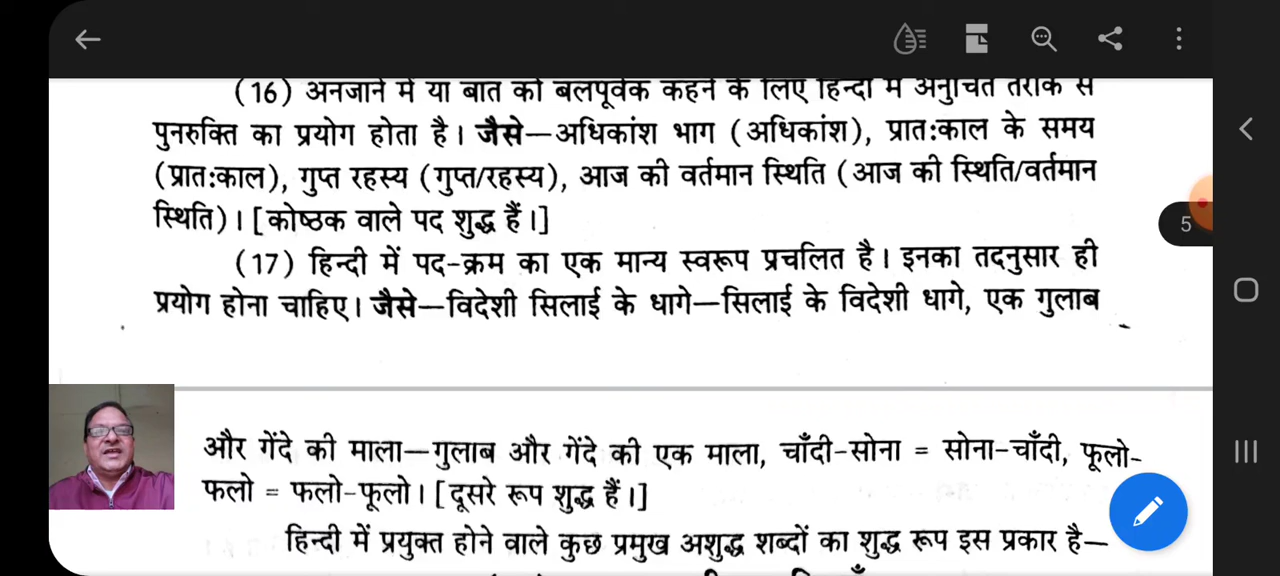 (16) अनजाने में या बात को बलपूर्वक कहने के लिए हिन्दी में अनुचित तरीके से
पुनरुक्ति का प्रयोग होता है। जैसे—अधिकांश भाग (अधिकांश), प्रातःकाल के समय
(प्रातःकाल), गुप्त रहस्य (गुप्त/रहस्य), आज की वर्तमान स्थिति (आज की स्थिति/वर्तमान
स्थिति)। [कोष्ठक वाले पद शुद्ध हैं।]
5
(17) हिन्दी में पद-क्रम का एक मान्य स्वरूप प्रचलित है। इनका तदनुसार ही
प्रयोग होना चाहिए। जैसे—विदेशी सिलाई के धागे—सिलाई के विदेशी धागे, एक गुलाब
और गेंदे की माला—गुलाब और गेंदे की एक माला, चाँदी-सोना = सोना-चाँदी, फूलो-
फलो = फलो-फूलो। [दूसरे रूप शुद्ध हैं।]
हिन्दी में प्रयुक्त होने वाले कुछ प्रमुख अशुद्ध शब्दों का शुद्ध रूप इस प्रकार है—